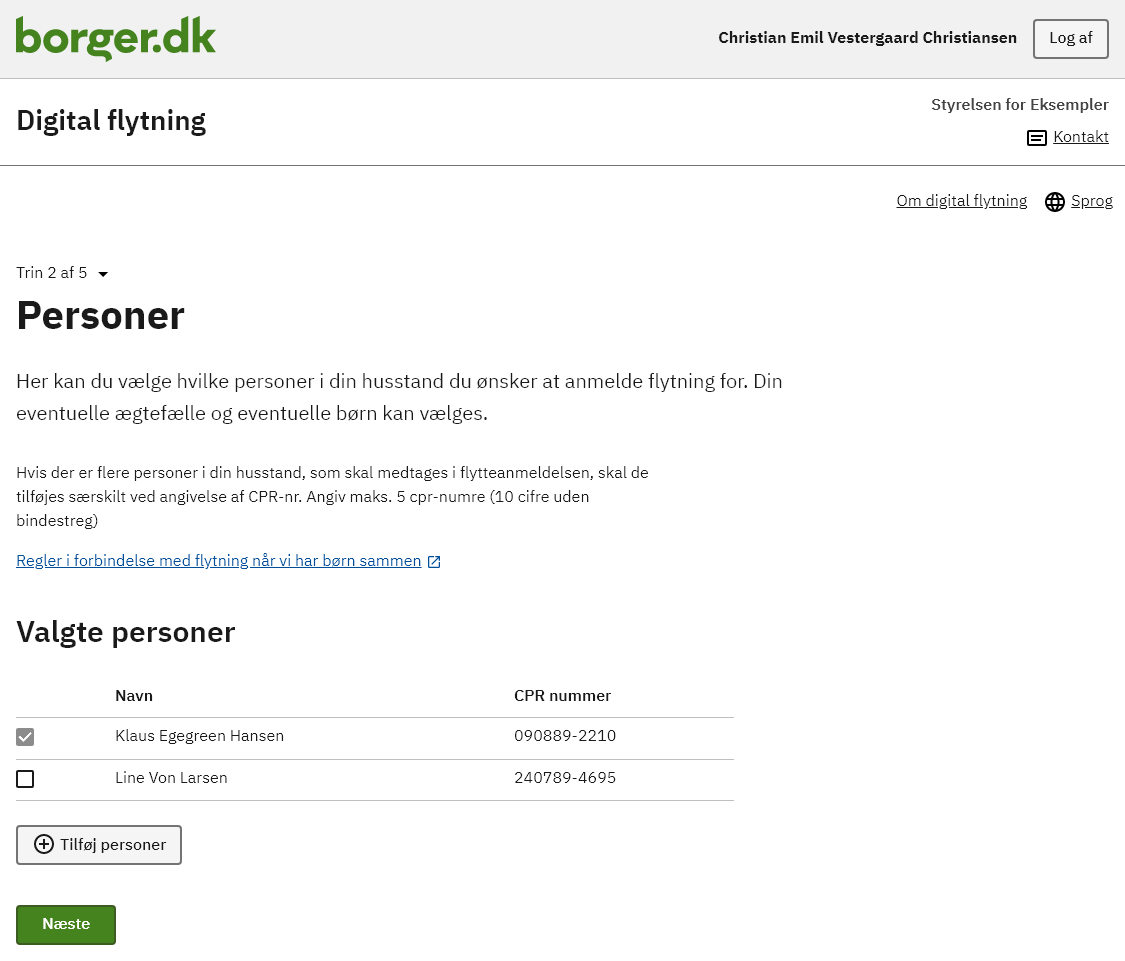 borger.dk
Christian Emil Vestergaard Christiansen
Log af
Digital flytning
Styrelsen for Eksempler
Kontakt
Om digital flytning
Sprog
Trin 2 af 5
Personer
Her kan du vælge hvilke personer i din husstand du ønsker at anmelde flytning for. Din
eventuelle ægtefælle og eventuelle børn kan vælges.
Hvis der er flere personer i din husstand, som skal medtages i flytteanmeldelsen, skal de
tilføjes særskilt ved angivelse af CPR-nr. Angiv maks. 5 cpr-numre (10 cifre uden
bindestreg)
Regler i forbindelse med flytning når vi har børn sammen
Valgte personer
Navn CPR nummer
Klaus Egegreen Hansen 090889-2210
Line Von Larsen 240789-4695
Tilføj personer
Næste